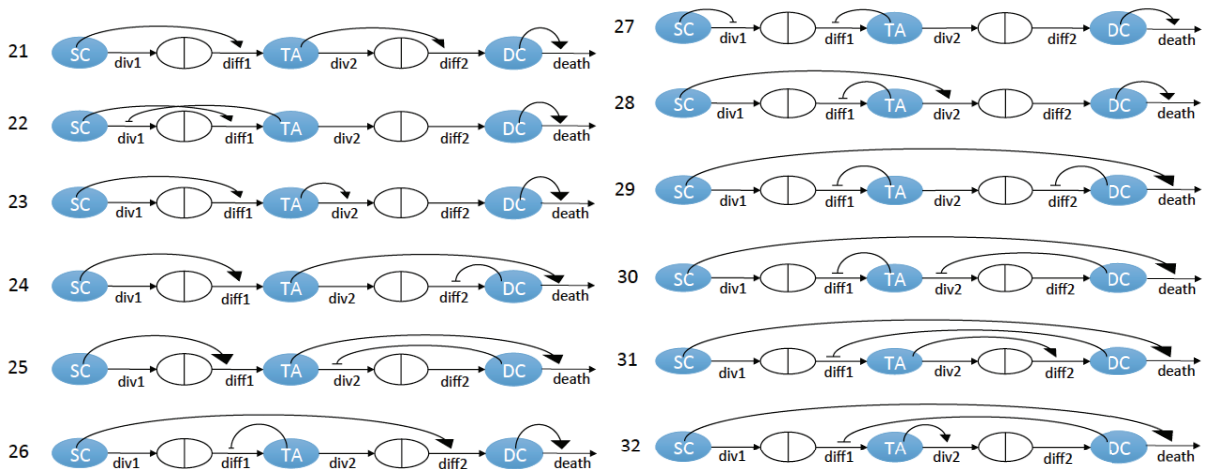 21 SC div1 diff1 TA div2 diff2 DC death
22 SC div1 diff1 TA div2 diff2 DC death
23 SC div1 diff1 TA div2 diff2 DC death
24 SC div1 diff1 TA div2 diff2 DC death
25 SC div1 diff1 TA div2 diff2 DC death
26 SC div1 diff1 TA div2 diff2 DC death
27 SC div1 diff1 TA div2 diff2 DC death
28 SC div1 diff1 TA div2 diff2 DC death
29 SC div1 diff1 TA div2 diff2 DC death
30 SC div1 diff1 TA div2 diff2 DC death
31 SC div1 diff1 TA div2 diff2 DC death
32 SC div1 diff1 TA div2 diff2 DC death